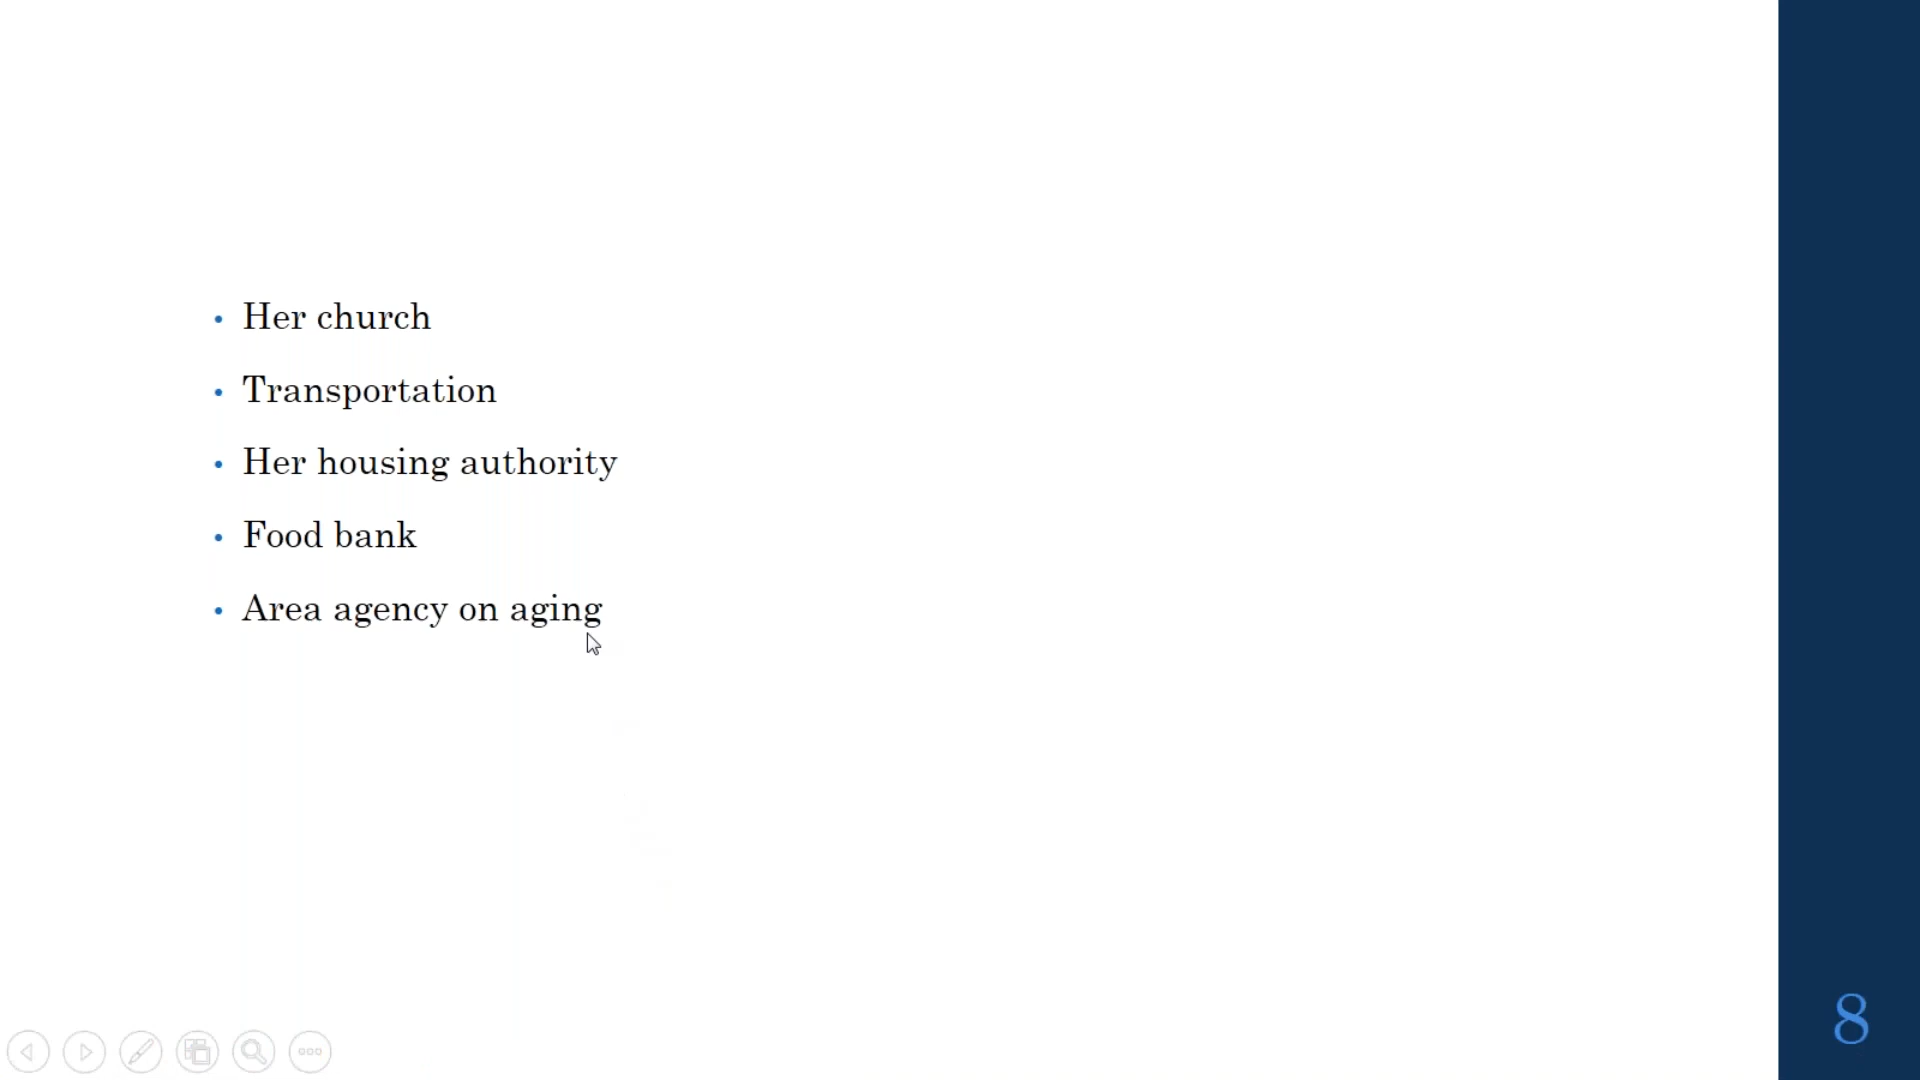 • Her church
• Transportation
• Her housing authority
• Food bank
• Area agency on aging
8